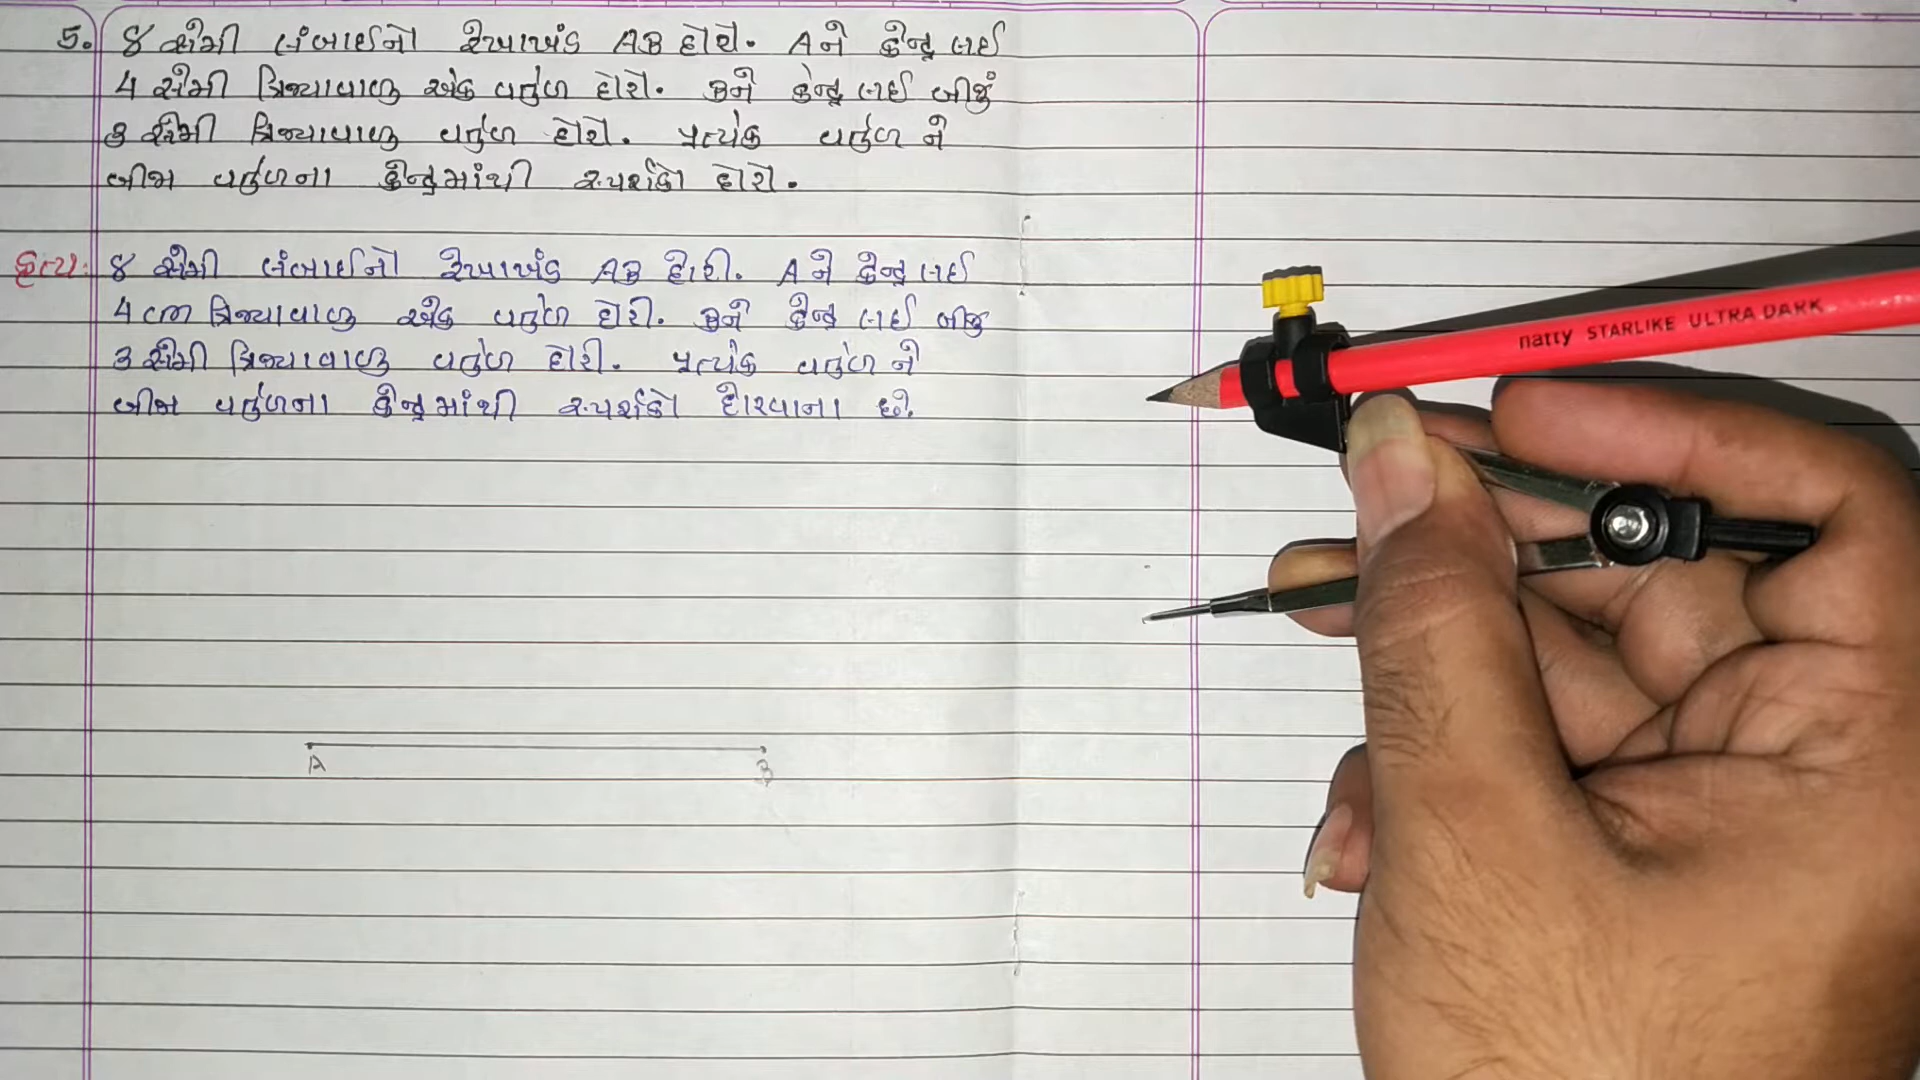 5. 8 સેમી લંબાઈનો રેખાખંડ AB દોરો. A ને કેન્દ્ર લઈ
4 સેમી ત્રિજ્યાવાળુ એક વર્તુળ દોરો. B ને કેન્દ્ર લઈ બીજું
3 સેમી ત્રિજ્યાવાળુ વર્તુળ દોરો. પ્રત્યેક વર્તુળ ને
બીજા વર્તુળના કેન્દ્રમાંથી સ્પર્શકો દોરો.
કૃત્ય: 8 સેમી લંબાઈનો રેખાખંડ AB દોરી. A ને કેન્દ્ર લઈ
4 cm ત્રિજ્યાવાળુ એક વર્તુળ દોરી. B ને કેન્દ્ર લઈ બીજુ
3 સેમી ત્રિજ્યાવાળુ વર્તુળ દોરી. પ્રત્યેક વર્તુળ ને
બીજા વર્તુળના કેન્દ્રમાંથી સ્પર્શકો દોરવાના છે.
natty STARLIKE ULTRA DARK
A B